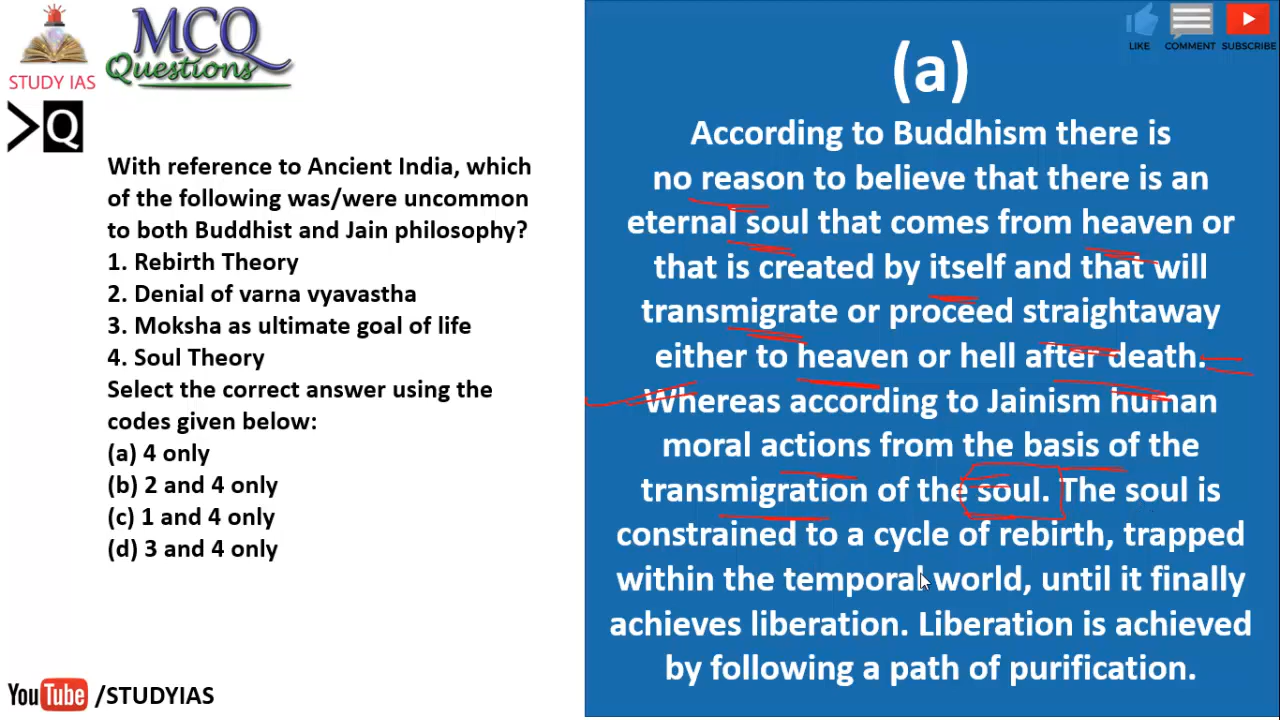 MCQ
Questions
STUDY IAS
>Q
With reference to Ancient India, which
of the following was/were uncommon
to both Buddhist and Jain philosophy?
1. Rebirth Theory
2. Denial of varna vyavastha
3. Moksha as ultimate goal of life
4. Soul Theory
Select the correct answer using the
codes given below:
(a) 4 only
(b) 2 and 4 only
(c) 1 and 4 only
(d) 3 and 4 only
YouTube /STUDYIAS
LIKE COMMENT SUBSCRIBE
(a)
According to Buddhism there is
no reason to believe that there is an
eternal soul that comes from heaven or
that is created by itself and that will
transmigrate or proceed straightaway
either to heaven or hell after death.
Whereas according to Jainism human
moral actions from the basis of the
transmigration of the soul. The soul is
constrained to a cycle of rebirth, trapped
within the temporal world, until it finally
achieves liberation. Liberation is achieved
by following a path of purification.